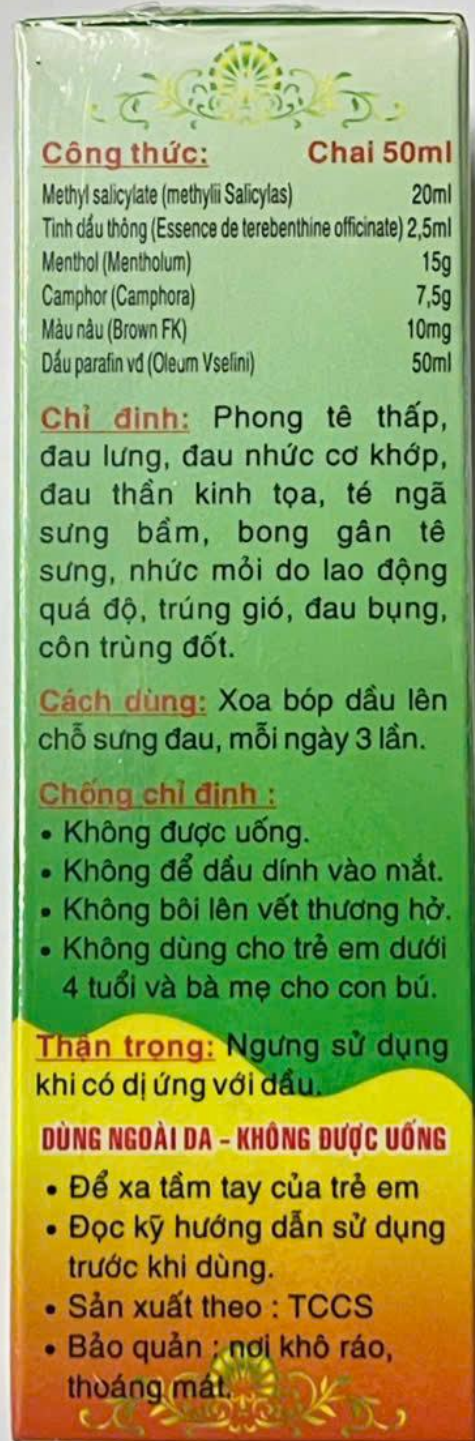 Công thức: Chai 50ml
Methyl salicylate (methylii Salicylas) 20ml
Tinh dầu thông (Essence de terebenthine officinate) 2,5ml
Menthol (Mentholum) 15g
Camphor (Camphora) 7,5g
Màu nâu (Brown FK) 10mg
Dầu parafin vđ (Oleum Vselini) 50ml
Chỉ định: Phong tê thấp,
đau lưng, đau nhức cơ khớp,
đau thần kinh tọa, té ngã
sưng bầm, bong gân tê
sưng, nhức mỏi do lao động
quá độ, trúng gió, đau bụng,
côn trùng đốt.
Cách dùng: Xoa bóp dầu lên
chỗ sưng đau, mỗi ngày 3 lần.
Chống chỉ định :
• Không được uống.
• Không để dầu dính vào mắt.
• Không bôi lên vết thương hở.
• Không dùng cho trẻ em dưới
4 tuổi và bà mẹ cho con bú.
Thận trọng: Ngưng sử dụng
khi có dị ứng với dầu.
DÙNG NGOÀI DA - KHÔNG ĐƯỢC UỐNG
• Để xa tầm tay của trẻ em
• Đọc kỹ hướng dẫn sử dụng
trước khi dùng.
• Sản xuất theo : TCCS
• Bảo quản : nơi khô ráo,
thoáng mát.